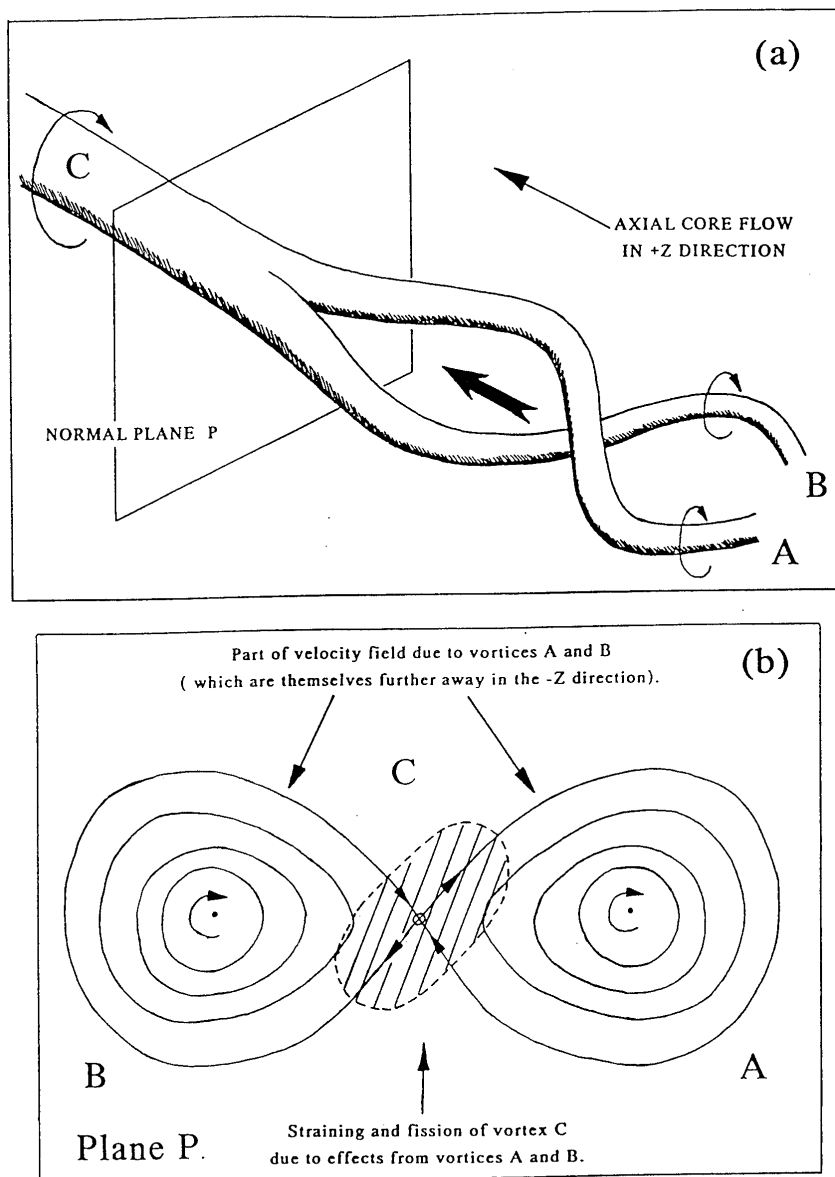 (a)
C
AXIAL CORE FLOW
IN +Z DIRECTION
NORMAL PLANE P
B
A
(b)
Part of velocity field due to vortices A and B
( which are themselves further away in the -Z direction).
C
B
A
Straining and fission of vortex C
due to effects from vortices A and B.
Plane P.